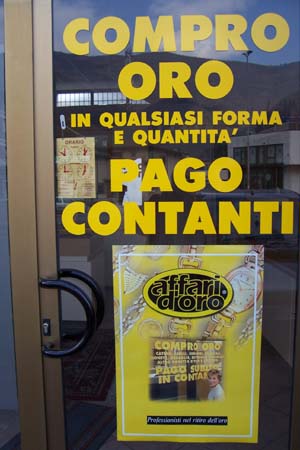 COMPRO
ORO
IN QUALSIASI FORMA
E QUANTITA'
ORARIO
PAGO
CONTANTI
affari
d'oro
COMPRO ORO
PAGO SUBITO
IN CONTANTI
Professionisti nel ritiro dell'oro